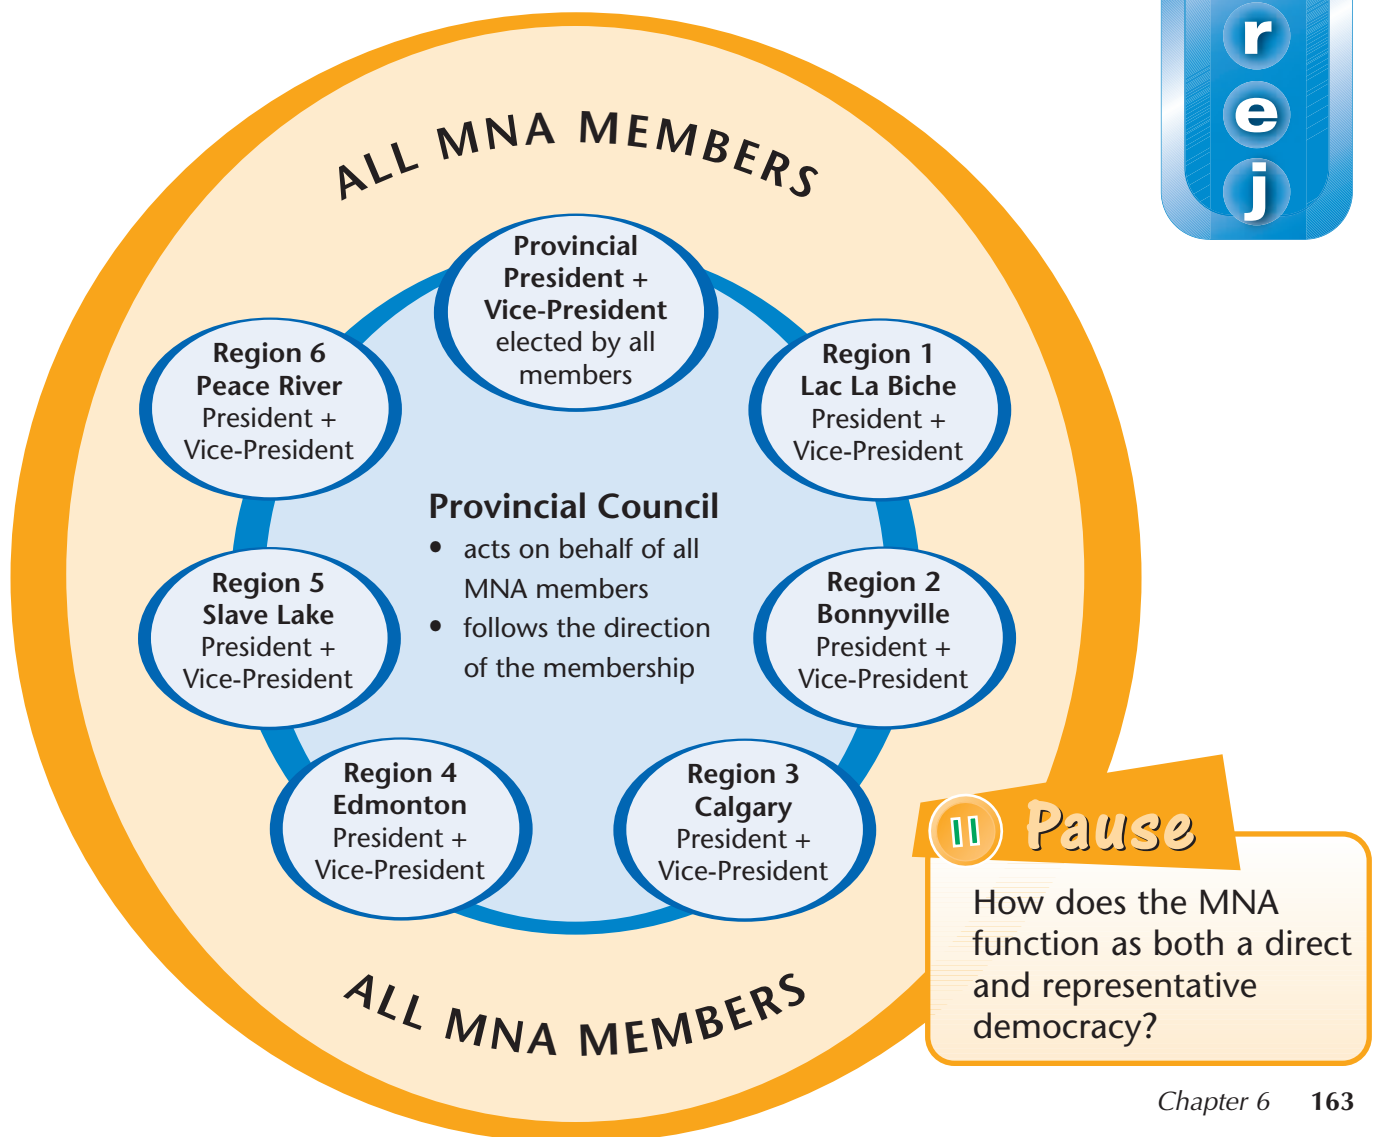 r
e
j
ALL MNA MEMBERS
Provincial
President +
Vice-President
elected by all
members
Region 6
Peace River
President +
Vice-President
Region 1
Lac La Biche
President +
Vice-President
Provincial Council
• acts on behalf of all
MNA members
• follows the direction
of the membership
Region 5
Slave Lake
President +
Vice-President
Region 2
Bonnyville
President +
Vice-President
Region 4
Edmonton
President +
Vice-President
Region 3
Calgary
President +
Vice-President
ALL MNA MEMBERS
Pause
How does the MNA
function as both a direct
and representative
democracy?
Chapter 6 163